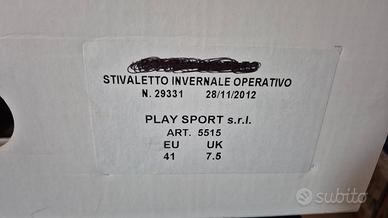 STIVALETTO INVERNALE OPERATIVO
N. 29331 28/11/2012
PLAY SPORT s.r.l.
ART. 5515
EU UK
41 7.5
subito